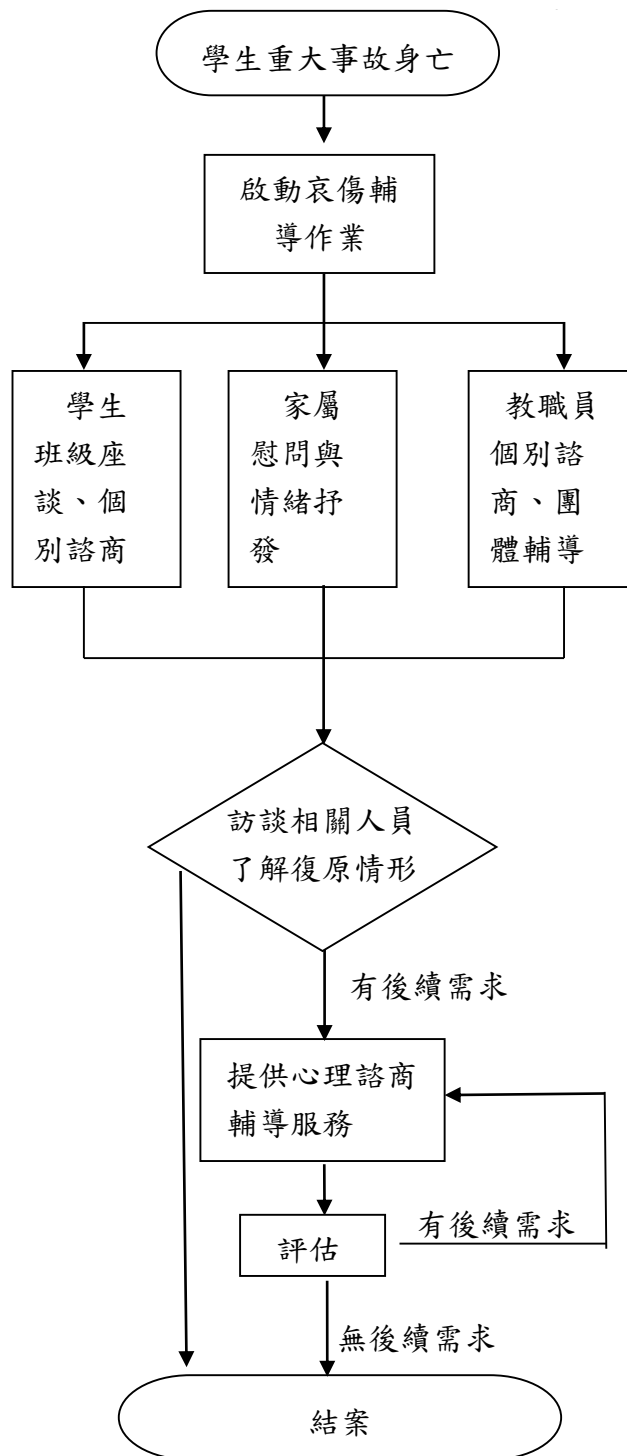 學生重大事故身亡
啟動哀傷輔
導作業
學生
班級座
談、個
別諮商
家屬
慰問與
情緒抒
發
教職員
個別諮
商、團
體輔導
訪談相關人員
了解復原情形
有後續需求
提供心理諮商
輔導服務
評估
有後續需求
無後續需求
結案